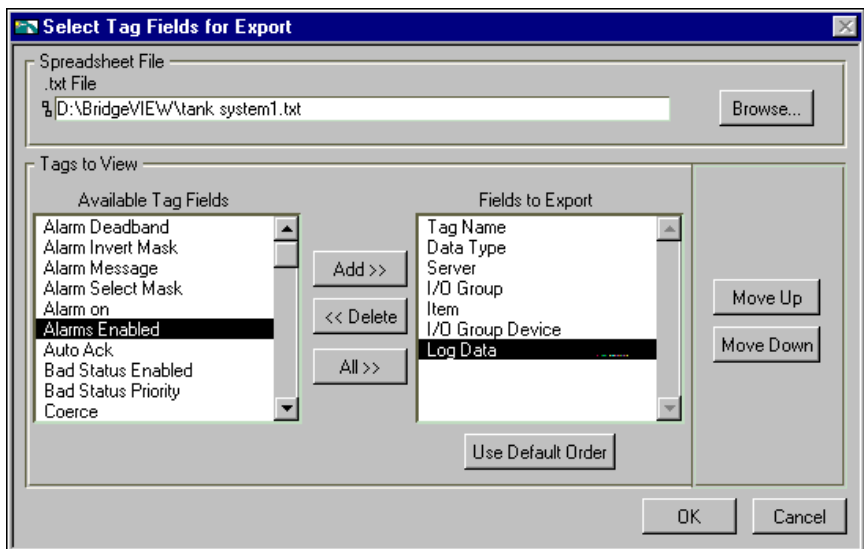 Select Tag Fields for Export
Spreadsheet File
.txt File
D:\BridgeVIEW\tank system1.txt
Browse...
Tags to View
Available Tag Fields
Alarm Deadband
Alarm Invert Mask
Alarm Message
Alarm Select Mask
Alarm on
Alarms Enabled
Auto Ack
Bad Status Enabled
Bad Status Priority
Coerce
Add >>
<< Delete
All >>
Fields to Export
Tag Name
Data Type
Server
I/O Group
Item
I/O Group Device
Log Data
Use Default Order
Move Up
Move Down
OK
Cancel